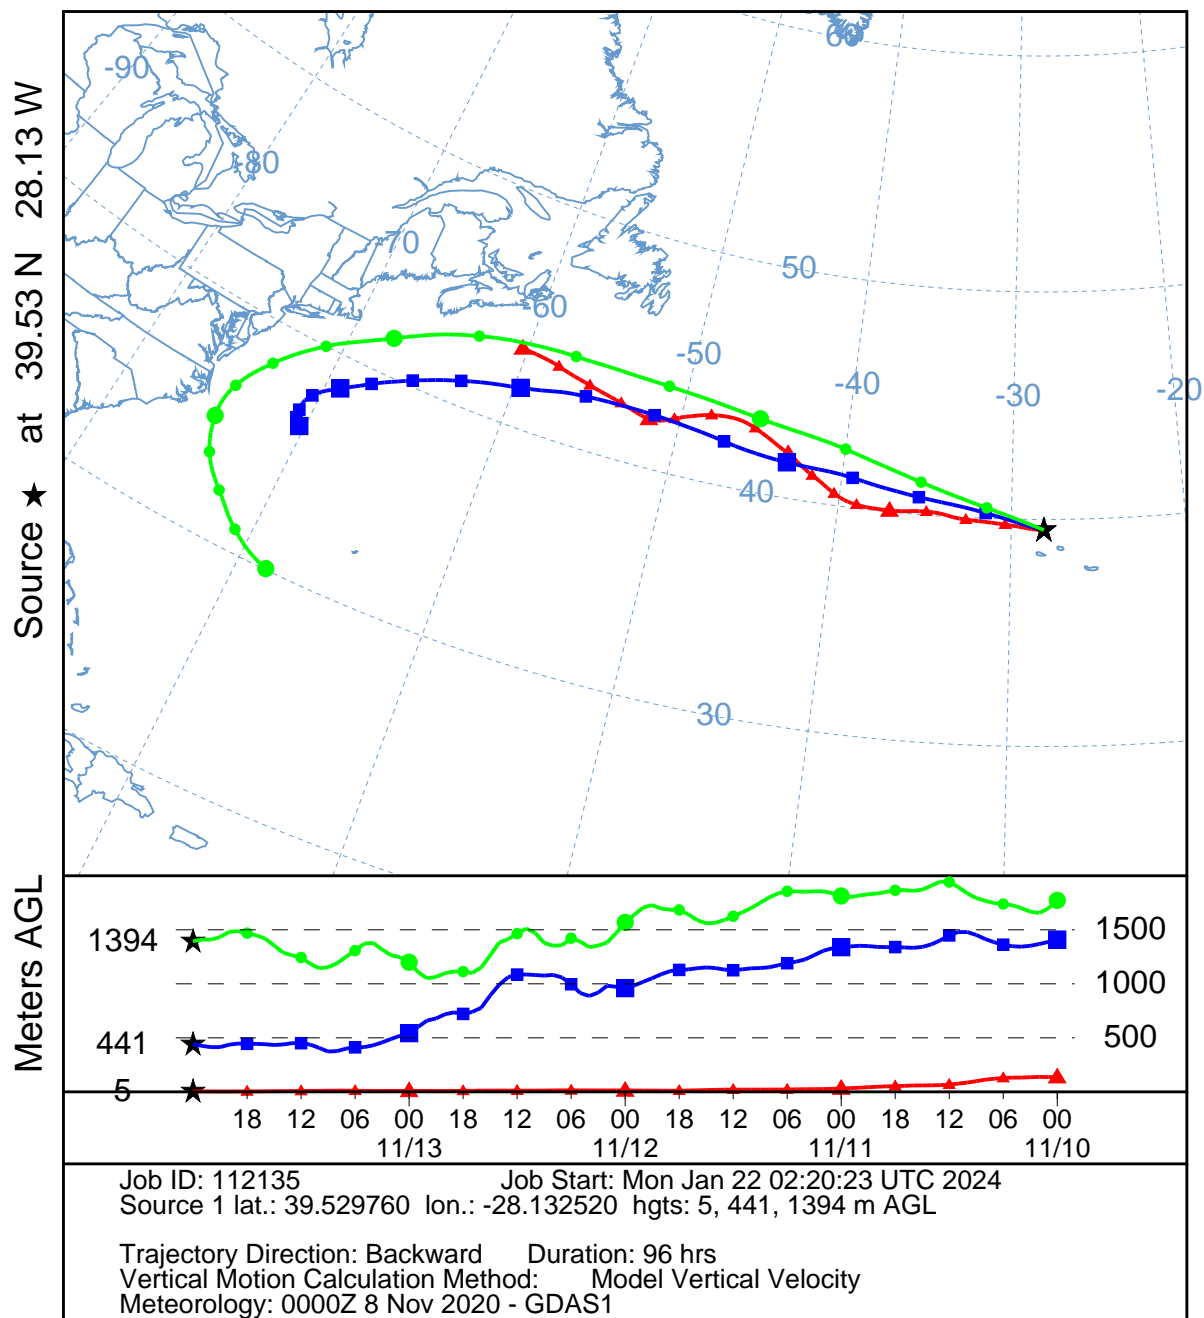 Source ★ at 39.53 N 28.13 W
-90
60
-80
70
-60
50
-50
-40
-30
-20
40
30
Meters AGL
1394
441
5
1500
1000
500
18 12 06 00 18 12 06 00 18 12 06 00 18 12 06 00
11/13 11/12 11/11 11/10
Job ID: 112135 Job Start: Mon Jan 22 02:20:23 UTC 2024
Source 1 lat.: 39.529760 lon.: -28.132520 hgts: 5, 441, 1394 m AGL
Trajectory Direction: Backward Duration: 96 hrs
Vertical Motion Calculation Method: Model Vertical Velocity
Meteorology: 0000Z 8 Nov 2020 - GDAS1